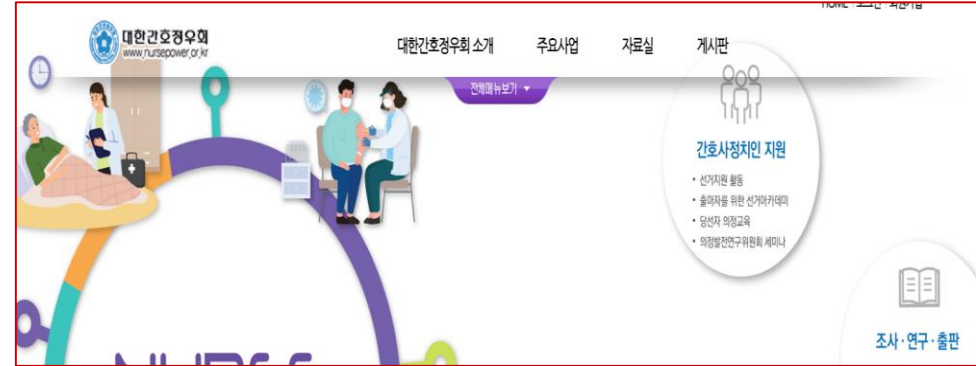 대한간호정우회
www.nursepower.or.kr
대한간호정우회 소개
주요사업
자료실
게시판
전체메뉴보기
간호사정치인 지원
• 선거지원 활동
• 출마자를 위한 선거아카데미
• 당선자 의정교육
• 의정발전연구위원회 세미나
조사 · 연구 · 출판